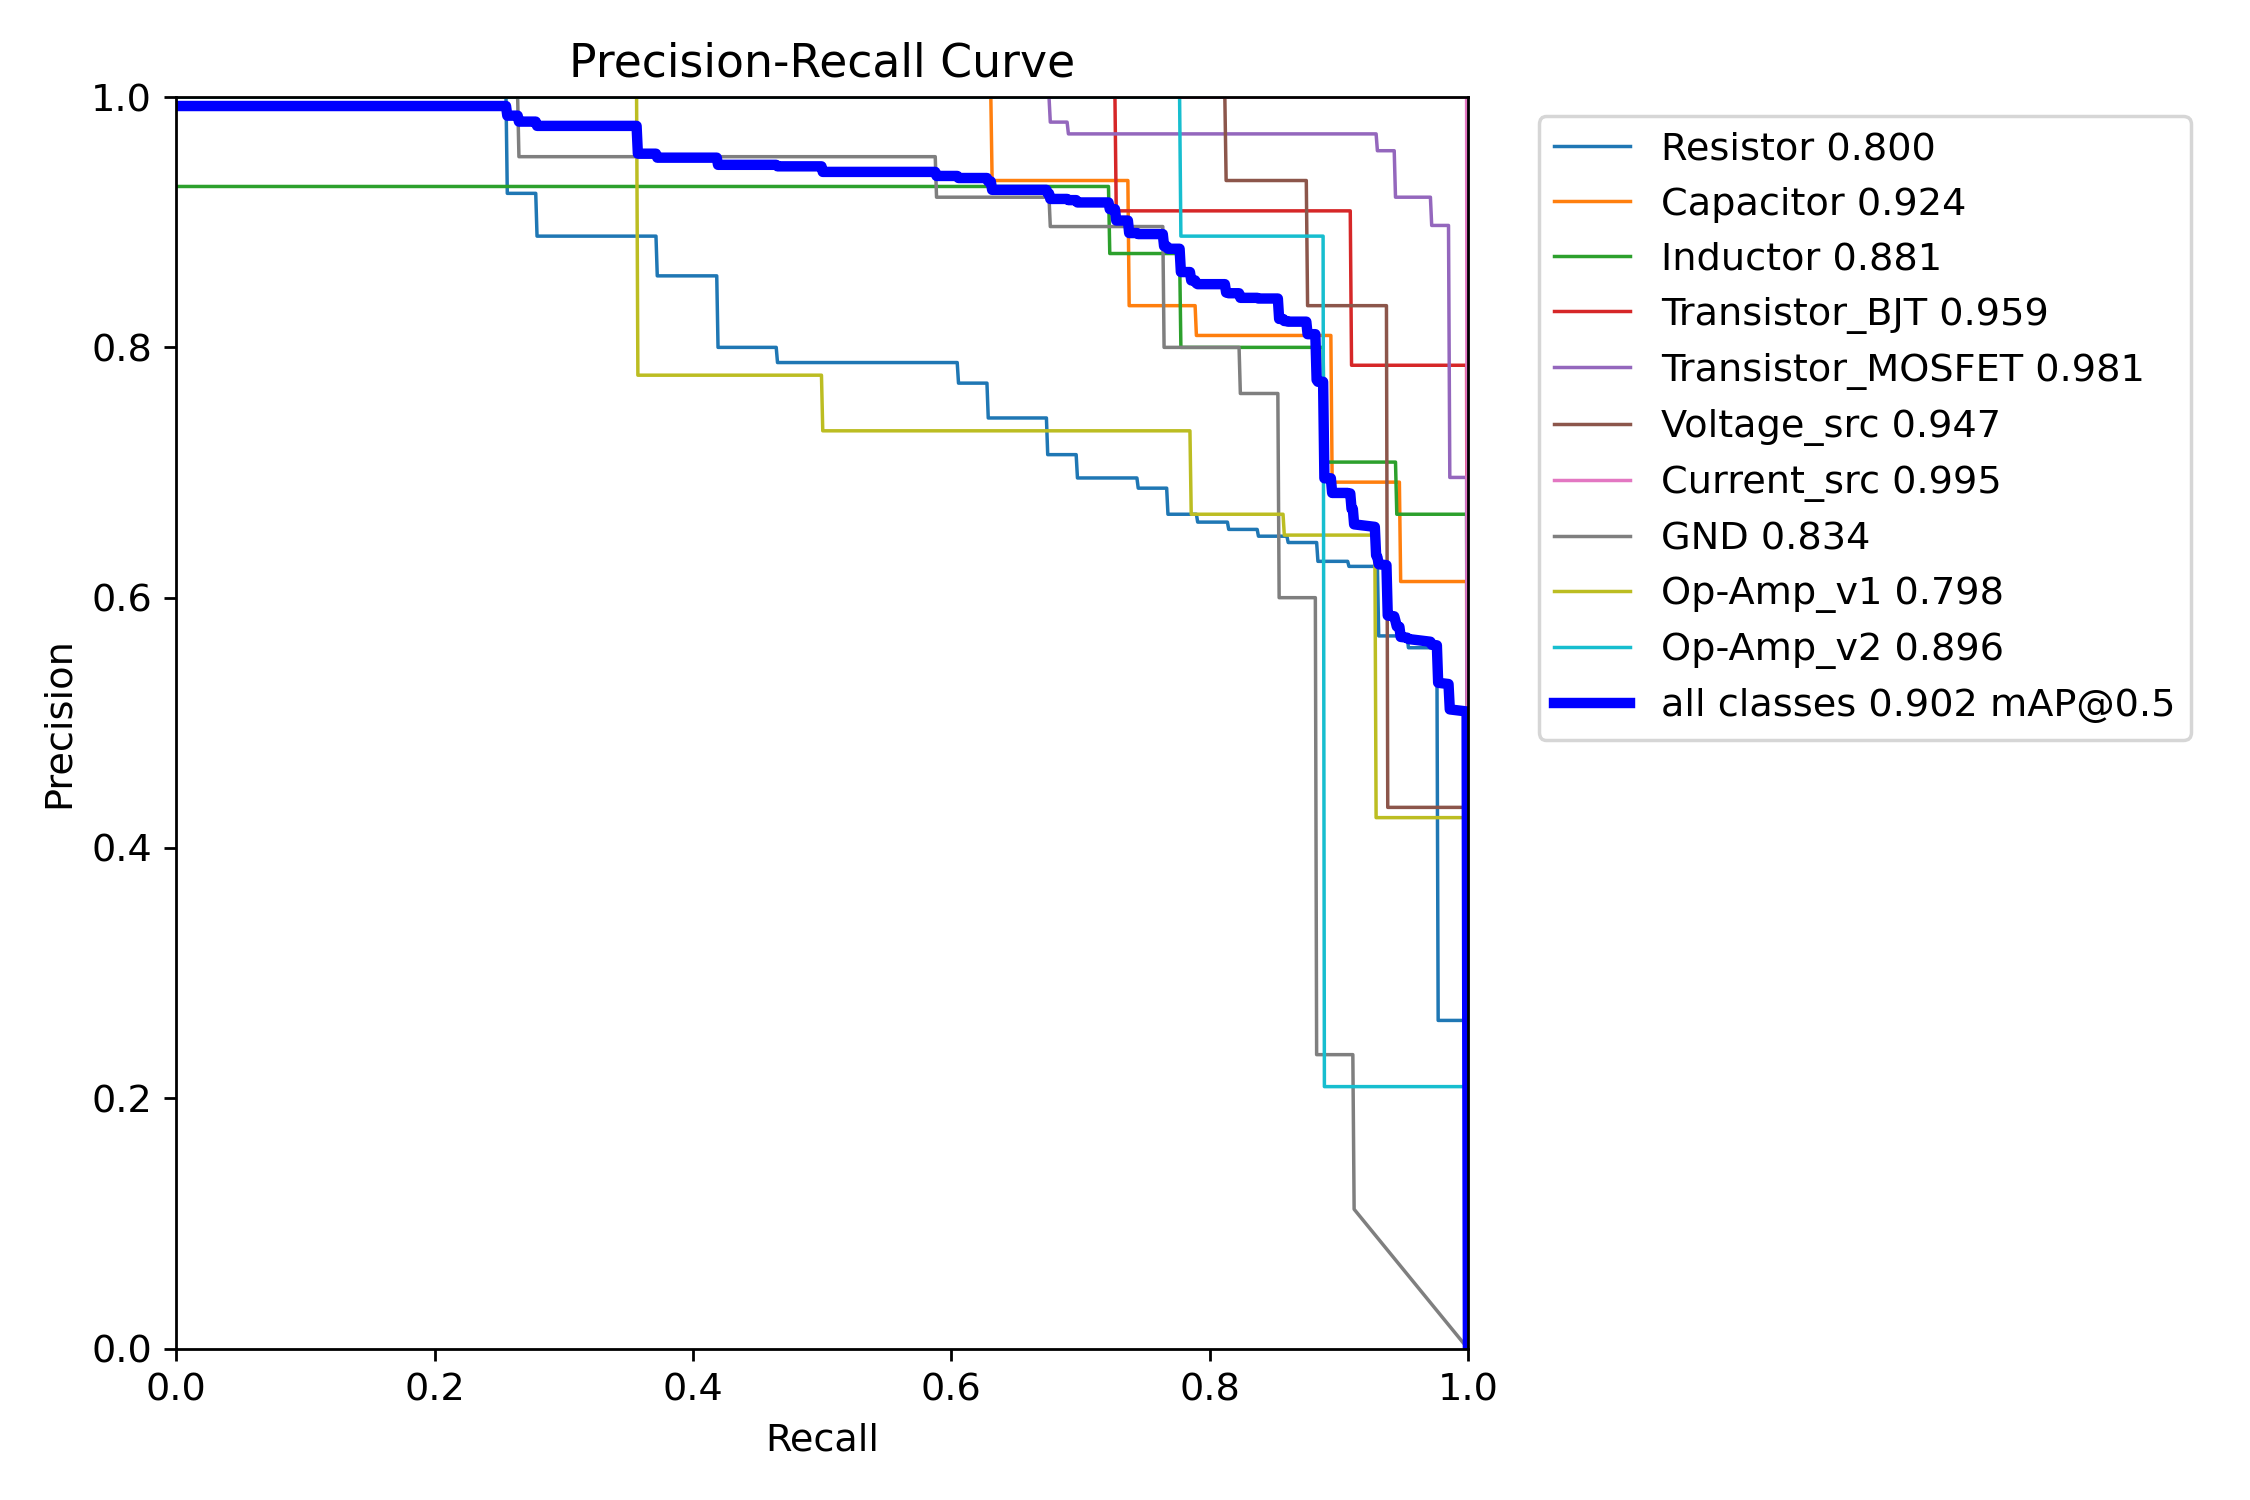 Precision-Recall Curve
1.0
0.8
0.6
0.4
0.2
0.0
Precision
0.0 0.2 0.4 0.6 0.8 1.0
Recall
Resistor 0.800
Capacitor 0.924
Inductor 0.881
Transistor_BJT 0.959
Transistor_MOSFET 0.981
Voltage_src 0.947
Current_src 0.995
GND 0.834
Op-Amp_v1 0.798
Op-Amp_v2 0.896
all classes 0.902 mAP@0.5